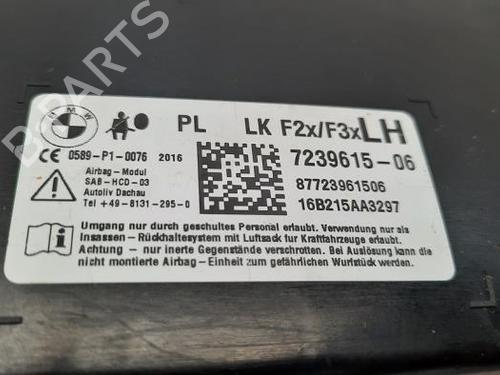 BMW
PL LK F2x/F3x LH
CE 0589-P1-0076 2016
7239615-06
Airbag-Modul
SAB-HCD-03
Autoliv Dachau
Tel +49-8131-295-0
87723961506
16B215AA3297
Umgang nur durch geschultes Personal erlaubt. Verwendung nur als
Insassen - Rückhaltesystem mit Luftsack für Kraftfahrzeuge erlaubt.
Achtung - nur inerte Gegenstände verschrotten. Bei Auslösung kann die
nicht montierte Airbag-Einheit zum gefährlichen Wurfstück werden.
B-PARTS